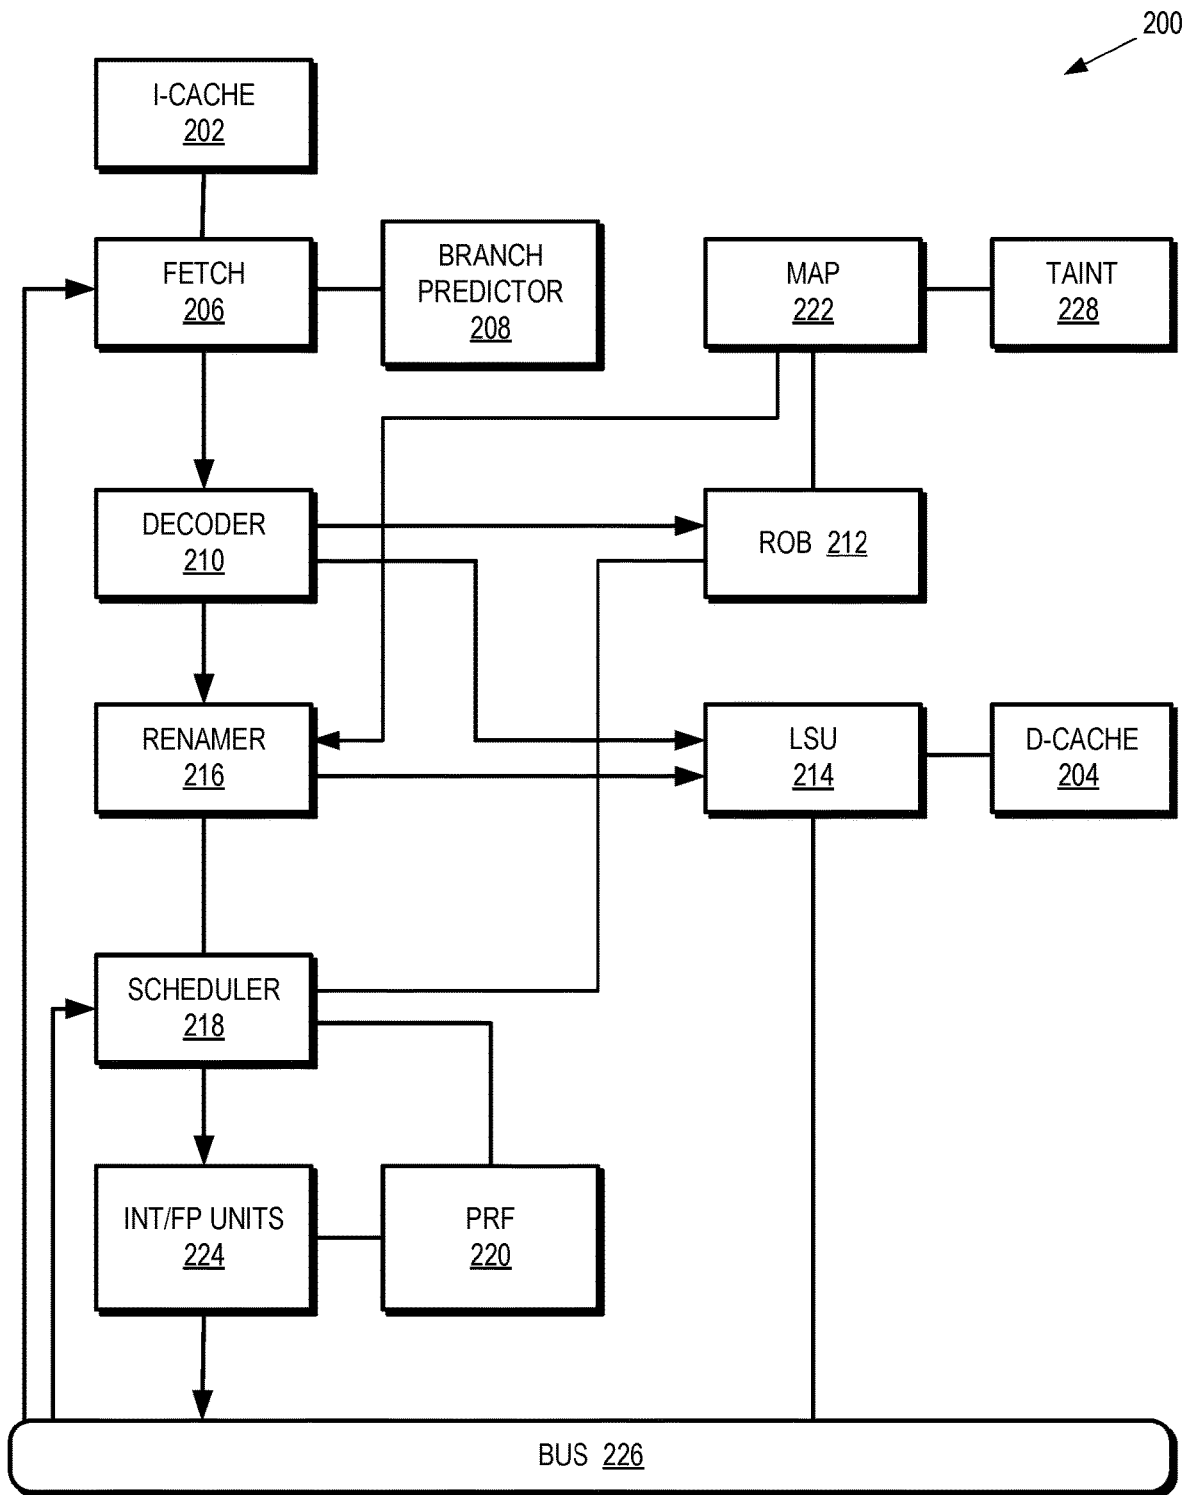 200
I-CACHE
202
FETCH
206
BRANCH
PREDICTOR
208
MAP
222
TAINT
228
DECODER
210
ROB 212
RENAMER
216
LSU
214
D-CACHE
204
SCHEDULER
218
INT/FP UNITS
224
PRF
220
BUS 226